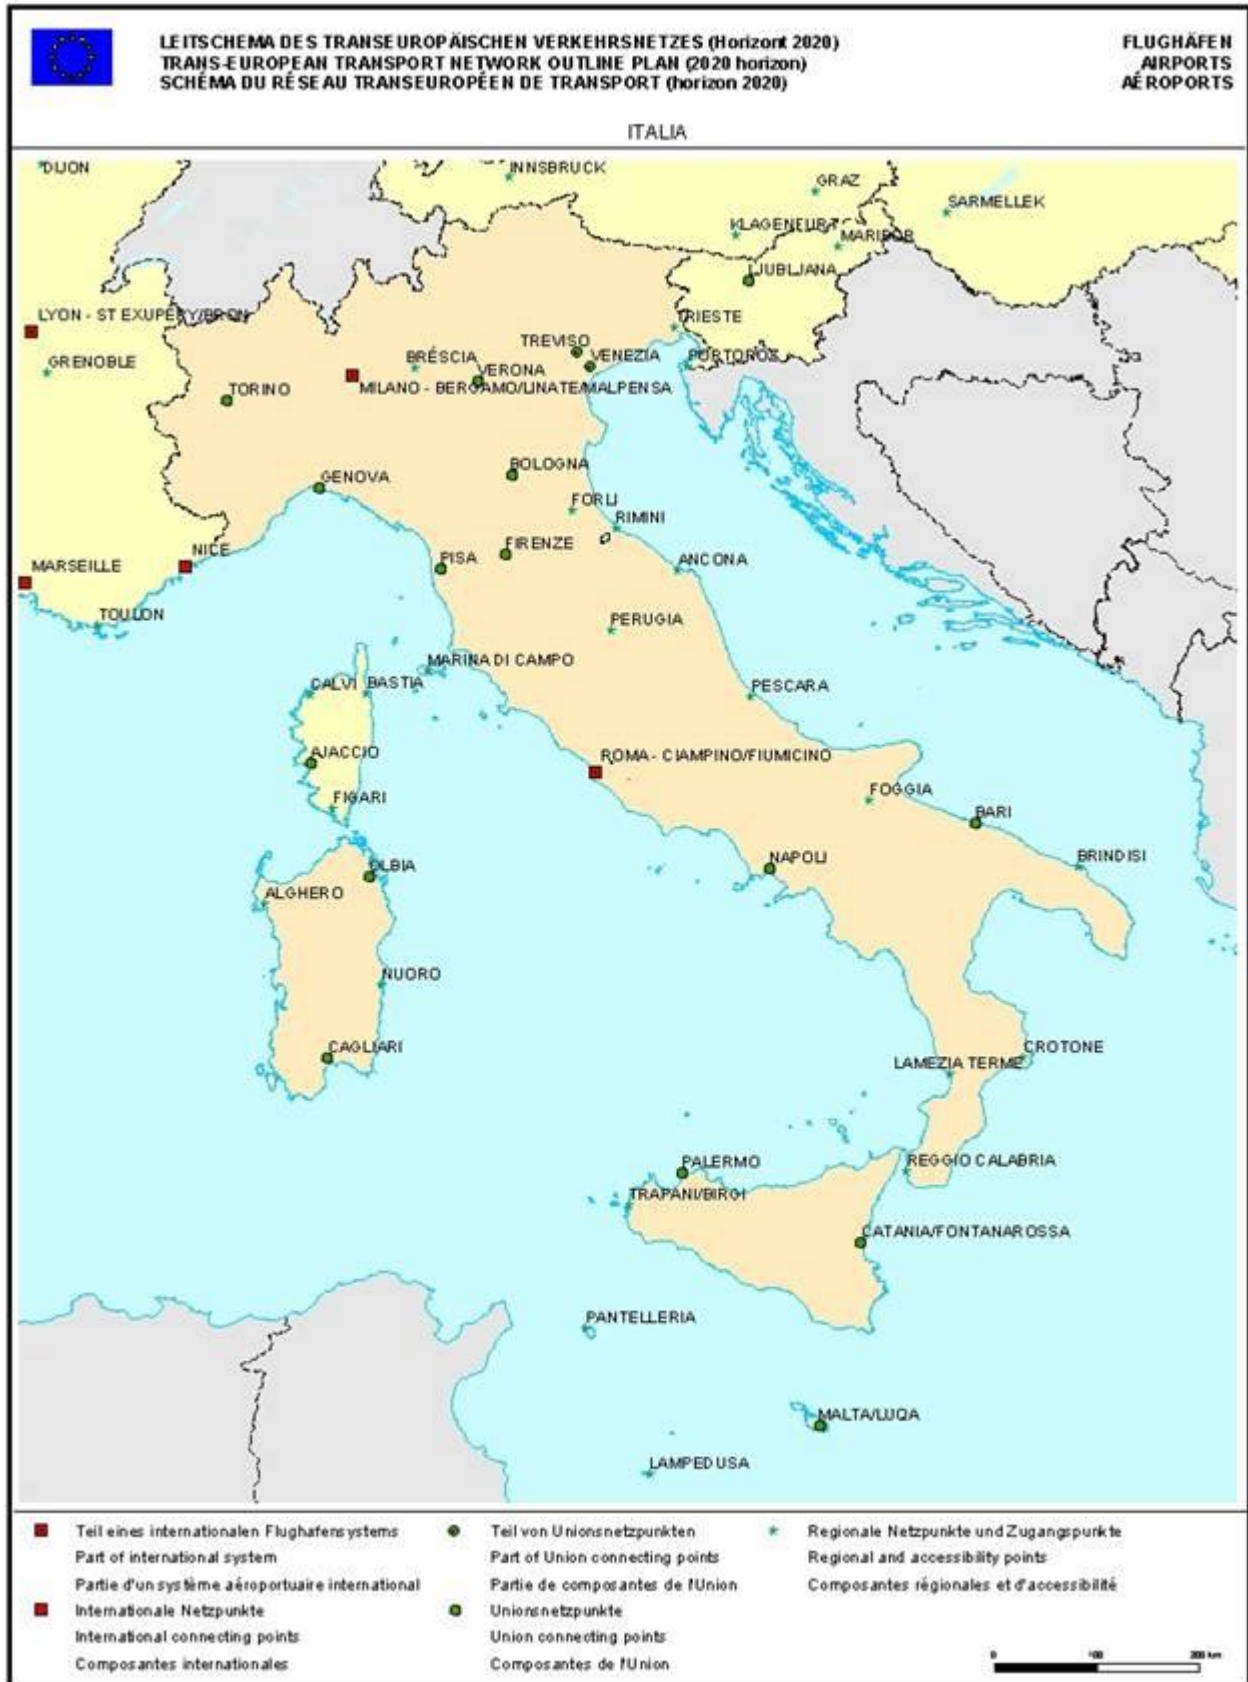 LEITSCHEMA DES TRANSEUROPÄISCHEN VERKEHRSNETZES (Horizont 2020)
TRANS-EUROPEAN TRANSPORT NETWORK OUTLINE PLAN (2020 horizon)
SCHÉMA DU RÉSEAU TRANSEUROPÉEN DE TRANSPORT (horizon 2020)
FLUGHÄFEN
AIRPORTS
AÉROPORTS
ITALIA
DIJON
INNSBRUCK
GRAZ
SARMELLEK
KLAGENFURT
MARIBOR
LJUBLJANA
LYON - ST EXUPÉRY/BRON
TRIESTE
TREVISO
VENEZIA
PORTOROZ
GRENOBLE
BRÉSCIA
VERONA
TORINO
MILANO - BERGAMO/LINATE/MALPENSA
BOLOGNA
GENOVA
FORLI
RIMINI
NICE
PISA
FIRENZE
ANCONA
MARSEILLE
TOULON
PERUGIA
MARINA DI CAMPO
CALVI
BASTIA
PESCARA
AJACCIO
ROMA - CIAMPINO/FIUMICINO
FIGARI
FOGGIA
BARI
NAPOLI
BRINDISI
OLBIA
ALGHERO
NUORO
CAGLIARI
CROTONE
LAMEZIA TERME
PALERMO
REGGIO CALABRIA
TRAPANI/BIRGI
CATANIA/FONTANAROSSA
PANTELLERIA
MALTA/LUQA
LAMPEDUSA
Teil eines internationalen Flughafensystems
Part of international system
Partie d'un système aéroportuaire international
Internationale Netzpunkte
International connecting points
Composantes internationales
Teil von Unionsnetzpunkten
Part of Union connecting points
Partie de composantes de l'Union
Unionsnetzpunkte
Union connecting points
Composantes de l'Union
Regionale Netzpunkte und Zugangspunkte
Regional and accessibility points
Composantes régionales et d'accessibilité
0 100 200 km